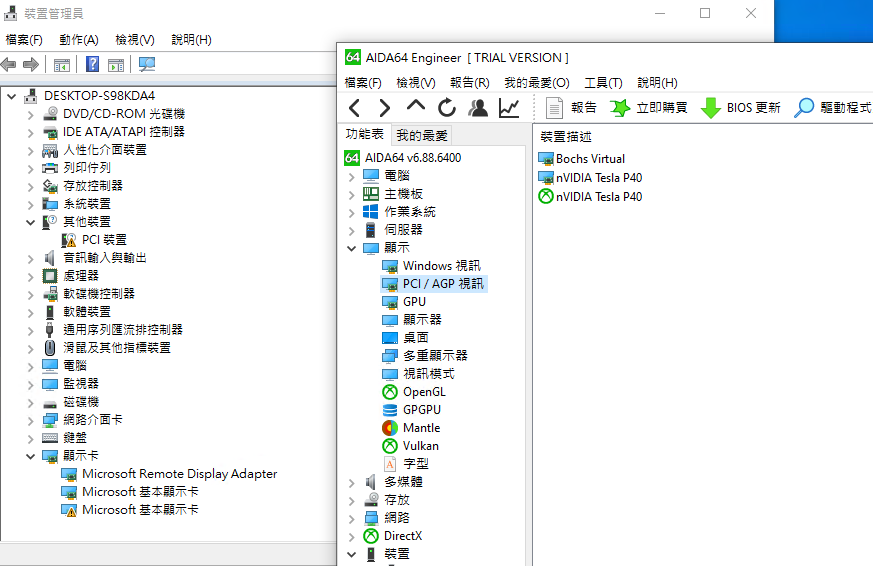 裝置管理員
檔案(F) 動作(A) 檢視(V) 說明(H)
DESKTOP-S98KDA4
DVD/CD-ROM 光碟機
IDE ATA/ATAPI 控制器
人性化介面裝置
列印佇列
存放控制器
系統裝置
其他裝置
PCI 裝置
音訊輸入與輸出
處理器
軟碟機控制器
軟體裝置
通用序列匯流排控制器
滑鼠及其他指標裝置
電腦
監視器
磁碟機
網路介面卡
鍵盤
顯示卡
Microsoft Remote Display Adapter
Microsoft 基本顯示卡
Microsoft 基本顯示卡
64 AIDA64 Engineer [ TRIAL VERSION ]
檔案(F) 檢視(V) 報告(R) 我的最愛(O) 工具(T) 說明(H)
報告 立即購買 BIOS 更新 驅動程式
功能表 我的最愛
64 AIDA64 v6.88.6400
電腦
主機板
作業系統
伺服器
顯示
Windows 視訊
PCI / AGP 視訊
GPU
顯示器
桌面
多重顯示器
視訊模式
OpenGL
GPGPU
Mantle
Vulkan
A 字型
多媒體
存放
網路
DirectX
裝置
裝置描述
Bochs Virtual
nVIDIA Tesla P40
nVIDIA Tesla P40